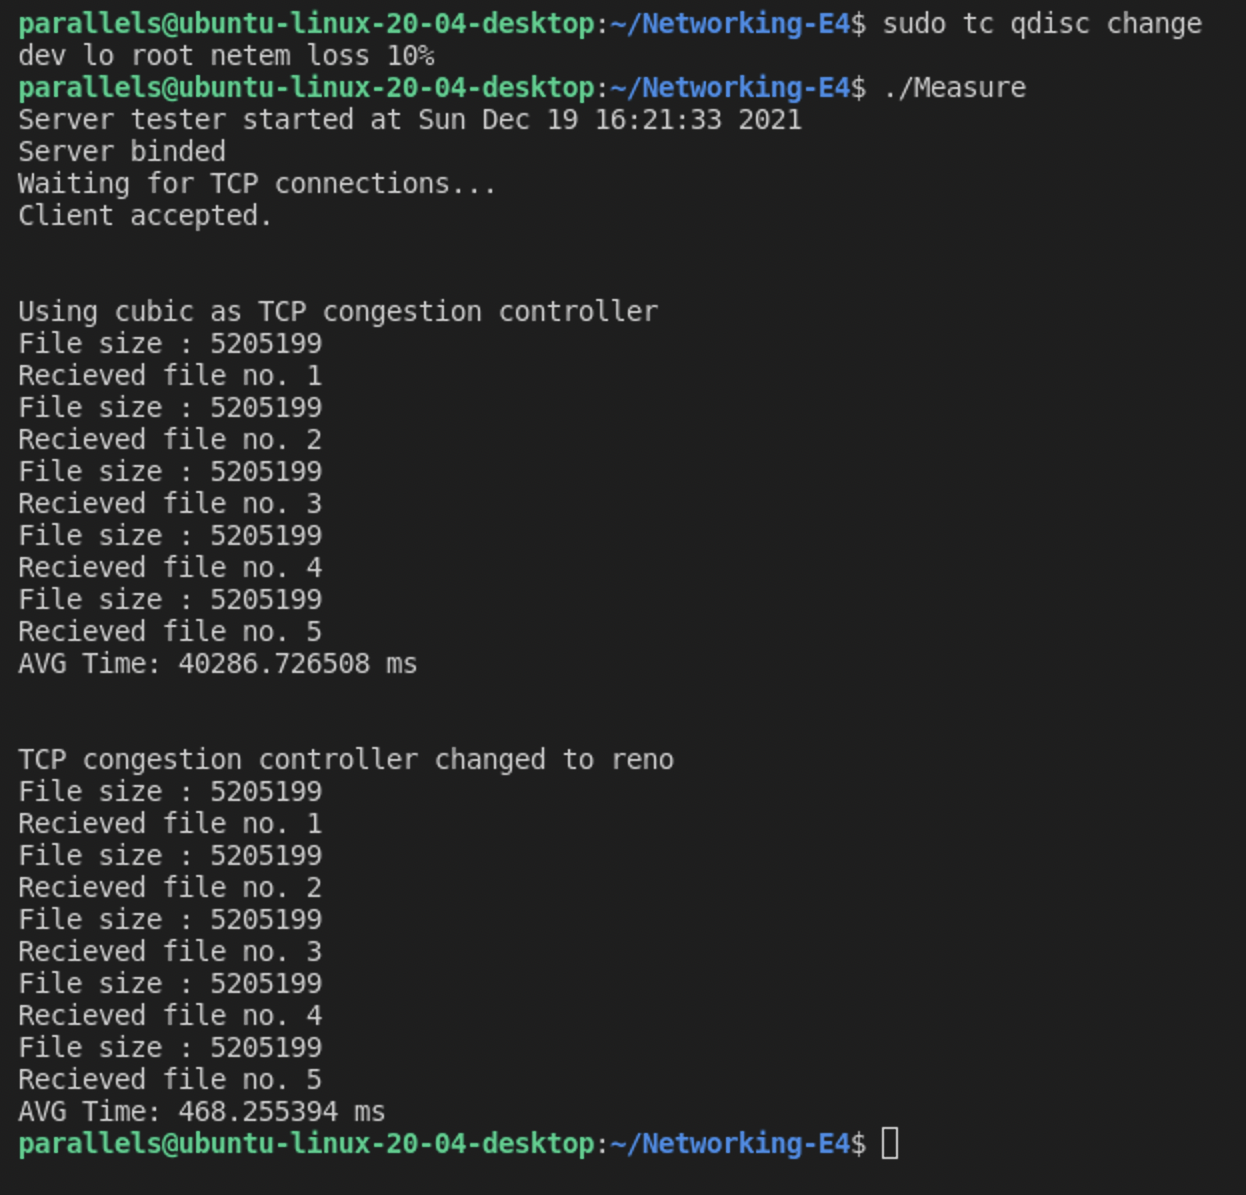 parallels@ubuntu-linux-20-04-desktop:~/Networking-E4$ sudo tc qdisc change
dev lo root netem loss 10%
parallels@ubuntu-linux-20-04-desktop:~/Networking-E4$ ./Measure
Server tester started at Sun Dec 19 16:21:33 2021
Server binded
Waiting for TCP connections...
Client accepted.
Using cubic as TCP congestion controller
File size : 5205199
Recieved file no. 1
File size : 5205199
Recieved file no. 2
File size : 5205199
Recieved file no. 3
File size : 5205199
Recieved file no. 4
File size : 5205199
Recieved file no. 5
AVG Time: 40286.726508 ms
TCP congestion controller changed to reno
File size : 5205199
Recieved file no. 1
File size : 5205199
Recieved file no. 2
File size : 5205199
Recieved file no. 3
File size : 5205199
Recieved file no. 4
File size : 5205199
Recieved file no. 5
AVG Time: 468.255394 ms
parallels@ubuntu-linux-20-04-desktop:~/Networking-E4$